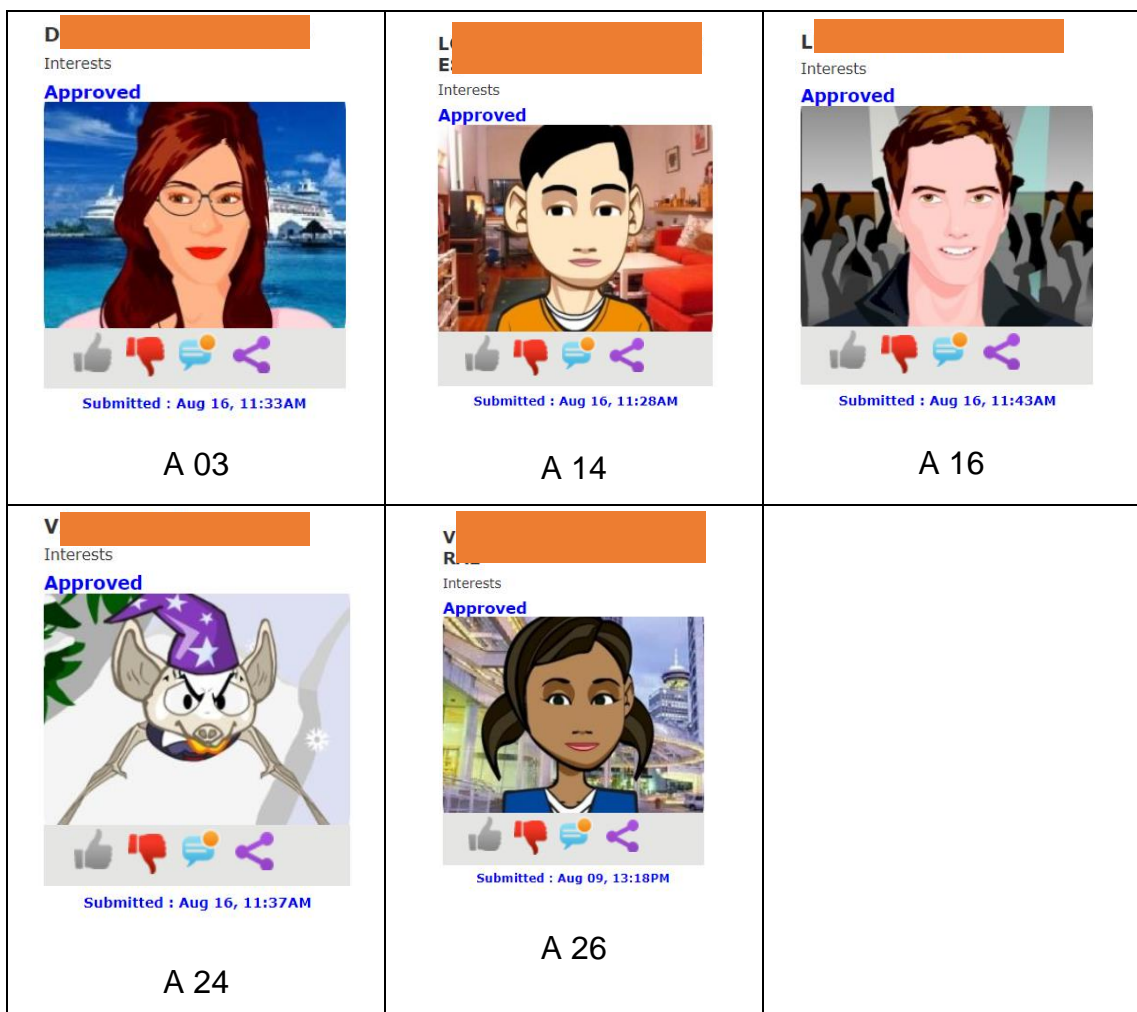 D
Interests
Approved
Submitted : Aug 16, 11:33AM
A 03
Interests
Approved
Submitted : Aug 16, 11:28AM
A 14
L
Interests
Approved
Submitted : Aug 16, 11:43AM
A 16
V
Interests
Approved
Submitted : Aug 16, 11:37AM
A 24
V
Interests
Approved
Submitted : Aug 09, 13:18PM
A 26